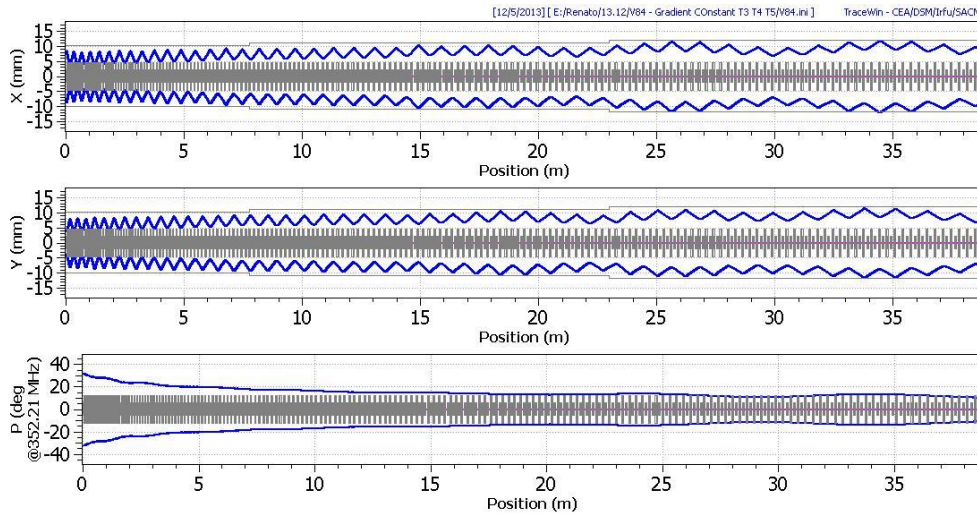 [12/5/2013] [ E:/Renato/13.12/V84 - Gradient COnstant T3 T4 T5/V84.ini ] TraceWin - CEA/DSM/Irfu/SACM
X (mm)
15
10
5
0
-5
-10
-15
0 5 10 15 20 25 30 35
Position (m)
Y (mm)
15
10
5
0
-5
-10
-15
0 5 10 15 20 25 30 35
Position (m)
P (deg
@352.21 MHz)
40
20
0
-20
-40
0 5 10 15 20 25 30 35
Position (m)